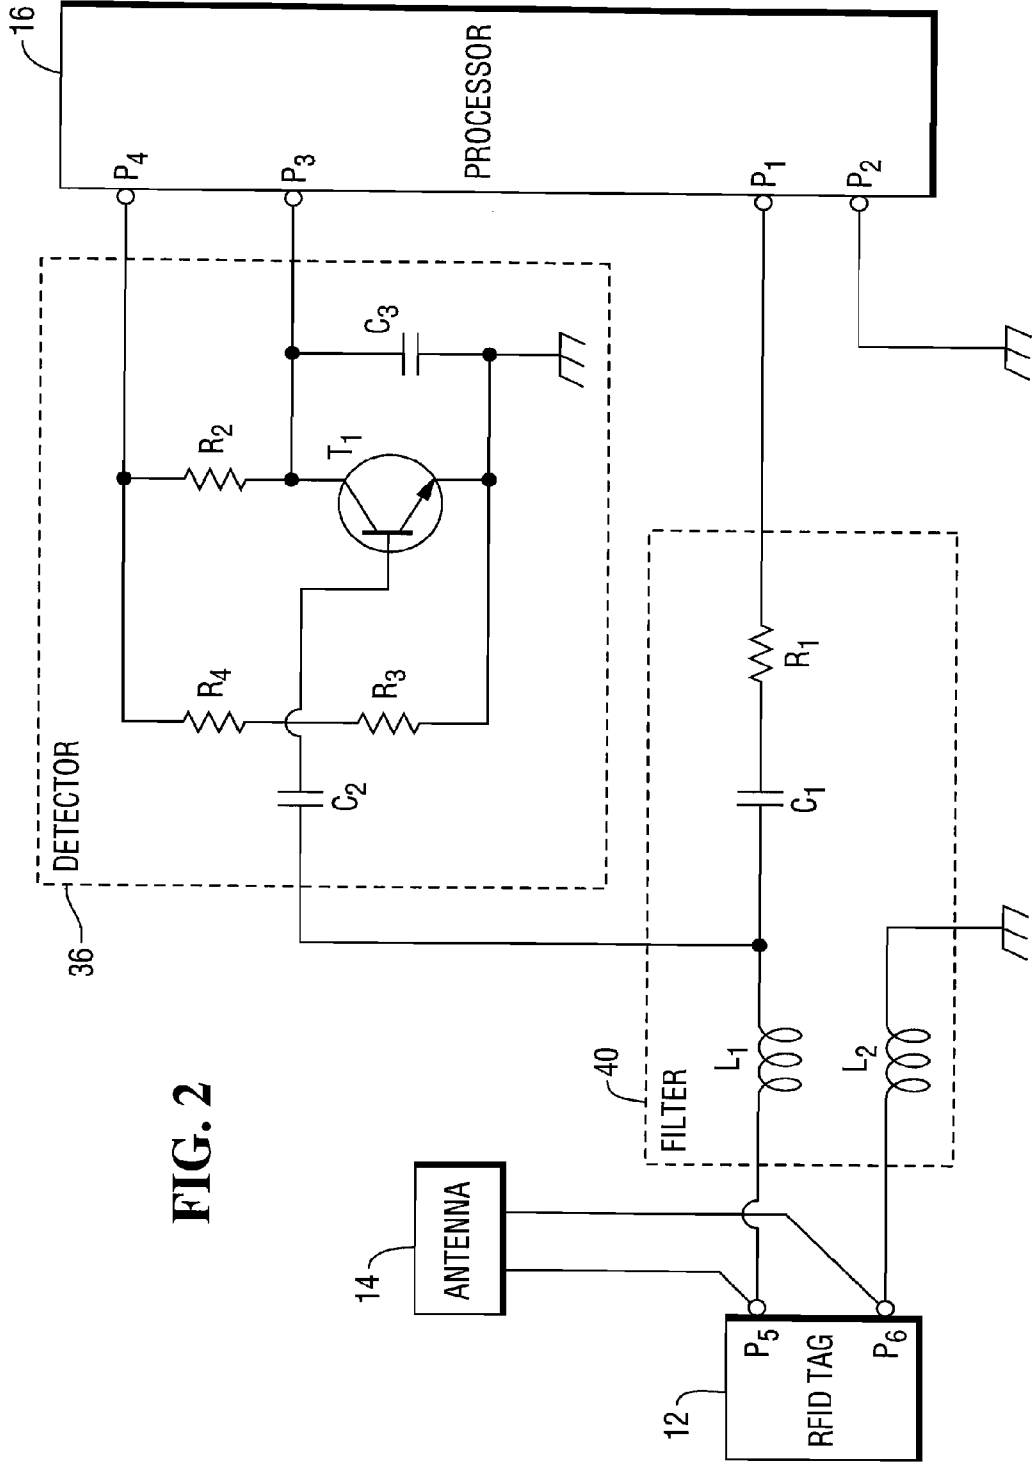 FIG. 2
36
DETECTOR
R4
R3
C2
R2
T1
C3
16
PROCESSOR
P4
P3
P1
P2
14
ANTENNA
40
FILTER
L1
L2
C1
R1
12
RFID TAG
P5
P6